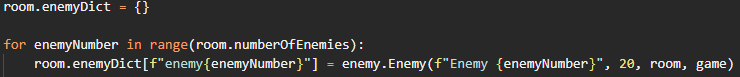 room.enemyDict = {}
for enemyNumber in range(room.numberOfEnemies):
room.enemyDict[f"enemy{enemyNumber}"] = enemy.Enemy(f"Enemy {enemyNumber}", 20, room, game)